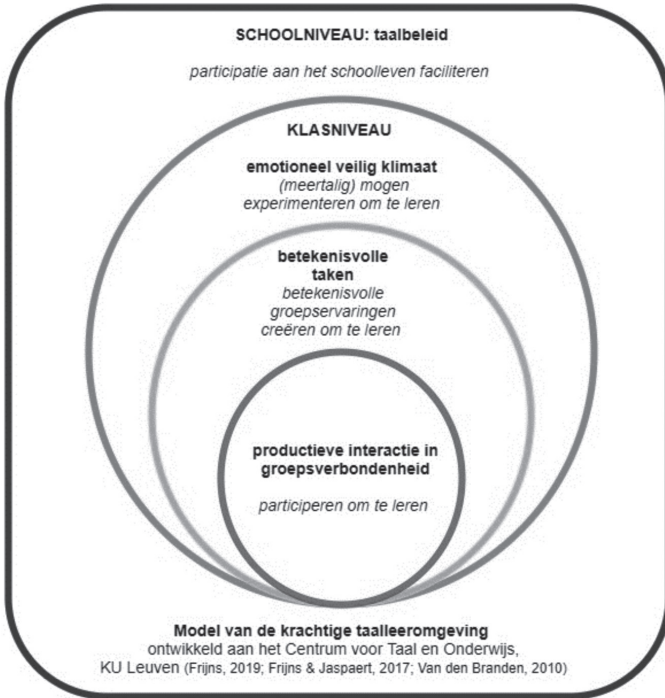 SCHOOLNIVEAU: taalbeleid
participatie aan het schoolleven faciliteren
KLASNIVEAU
emotioneel veilig klimaat
(meertalig) mogen
experimenteren om te leren
betekenisvolle
taken
betekenisvolle
groepservaringen
creëren om te leren
productieve interactie in
groepsverbondenheid
participeren om te leren
Model van de krachtige taalleeromgeving
ontwikkeld aan het Centrum voor Taal en Onderwijs,
KU Leuven (Frijns, 2019; Frijns & Jaspaert, 2017; Van den Branden, 2010)